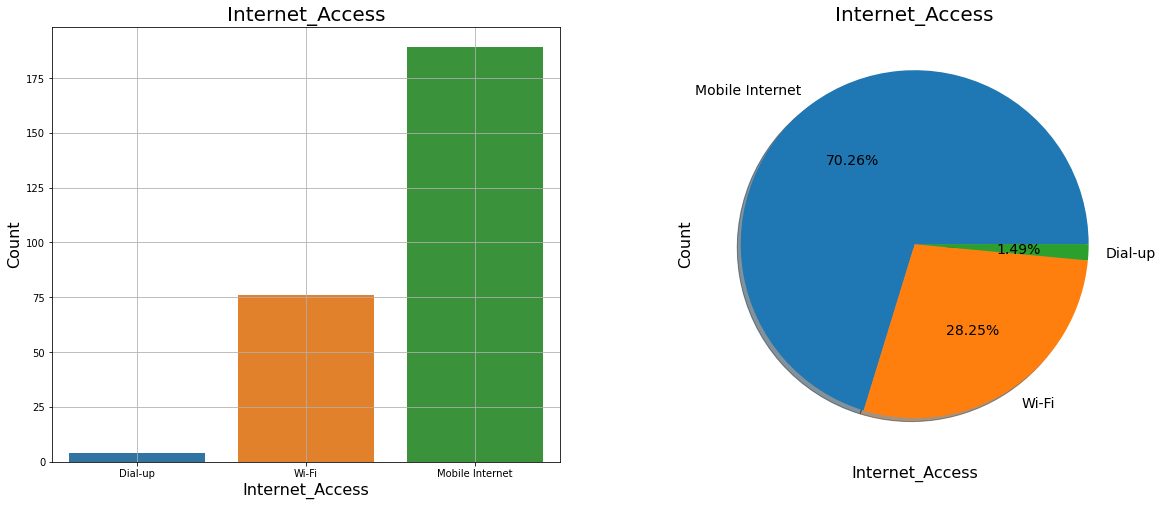 Internet_Access
175
150
125
100
75
50
25
0
Count
Dial-up
Wi-Fi
Mobile Internet
Internet_Access
Internet_Access
Mobile Internet
70.26%
Count
1.49%
Dial-up
28.25%
Wi-Fi
Internet_Access